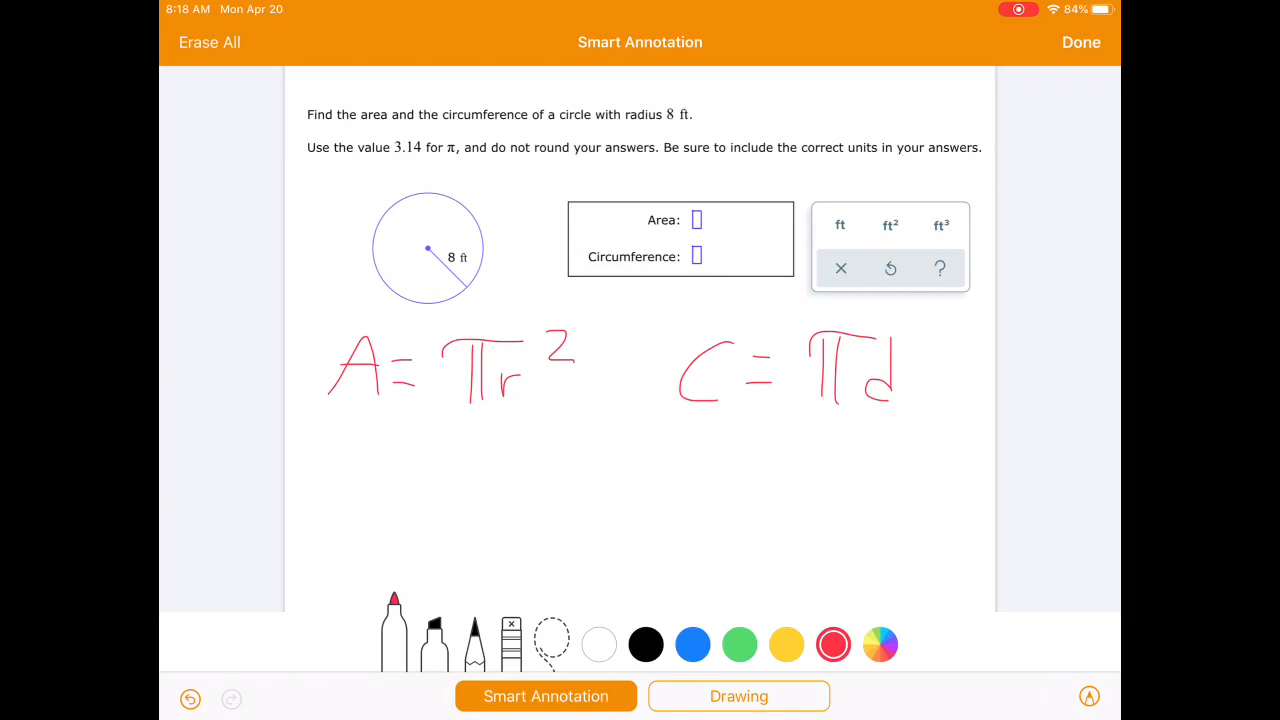 8:18 AM Mon Apr 20 84%
Erase All Smart Annotation Done
Find the area and the circumference of a circle with radius 8 ft.
Use the value 3.14 for π, and do not round your answers. Be sure to include the correct units in your answers.
8 ft
Area:
Circumference:
ft ft² ft³
× ?
A = πr² C = πd
Smart Annotation Drawing